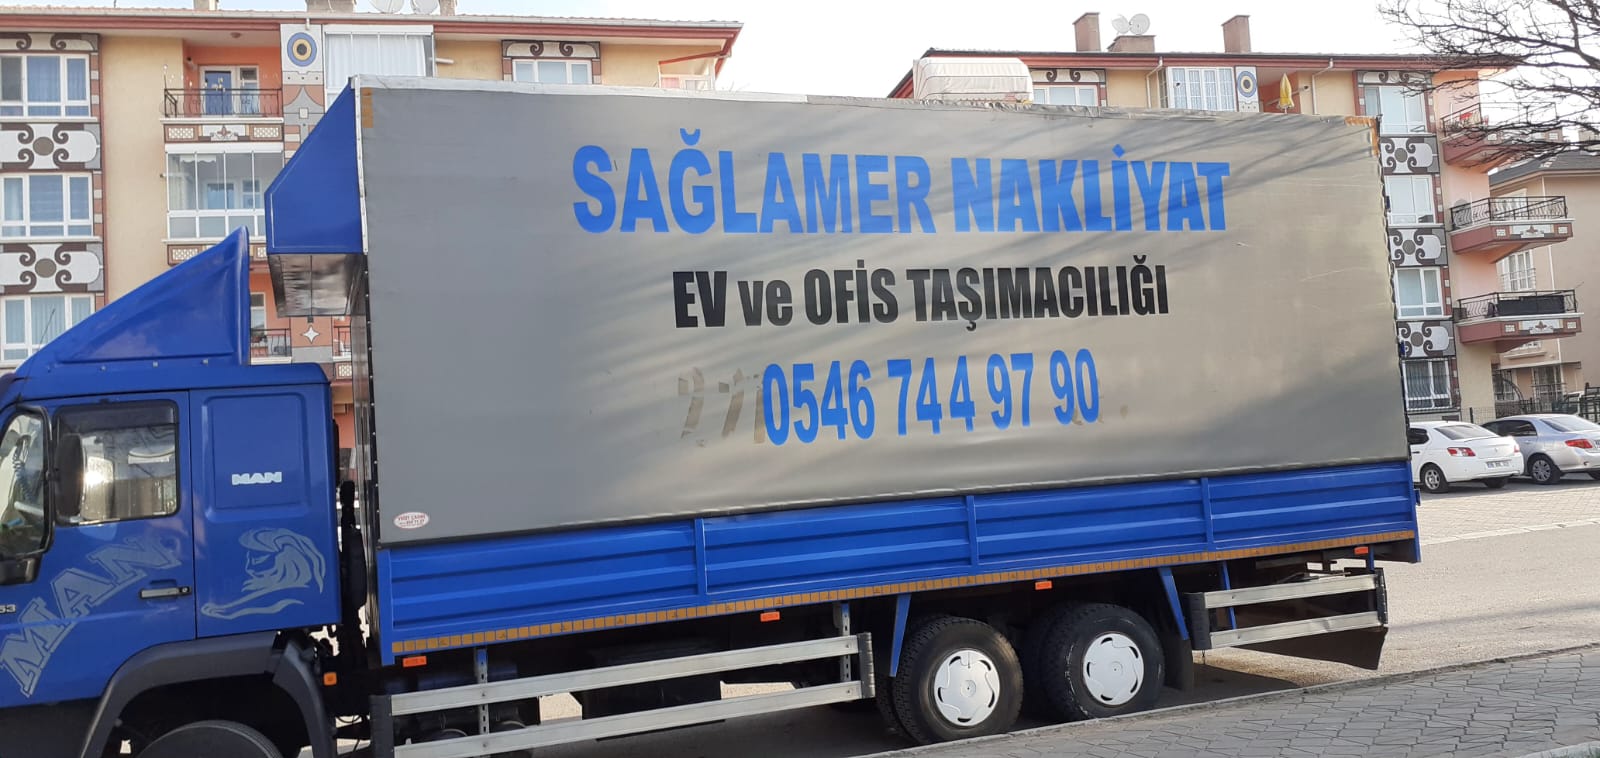 SAĞLAMER NAKLİYAT
EV ve OFİS TAŞIMACILIĞI
0546 744 97 90
MAN
MAN